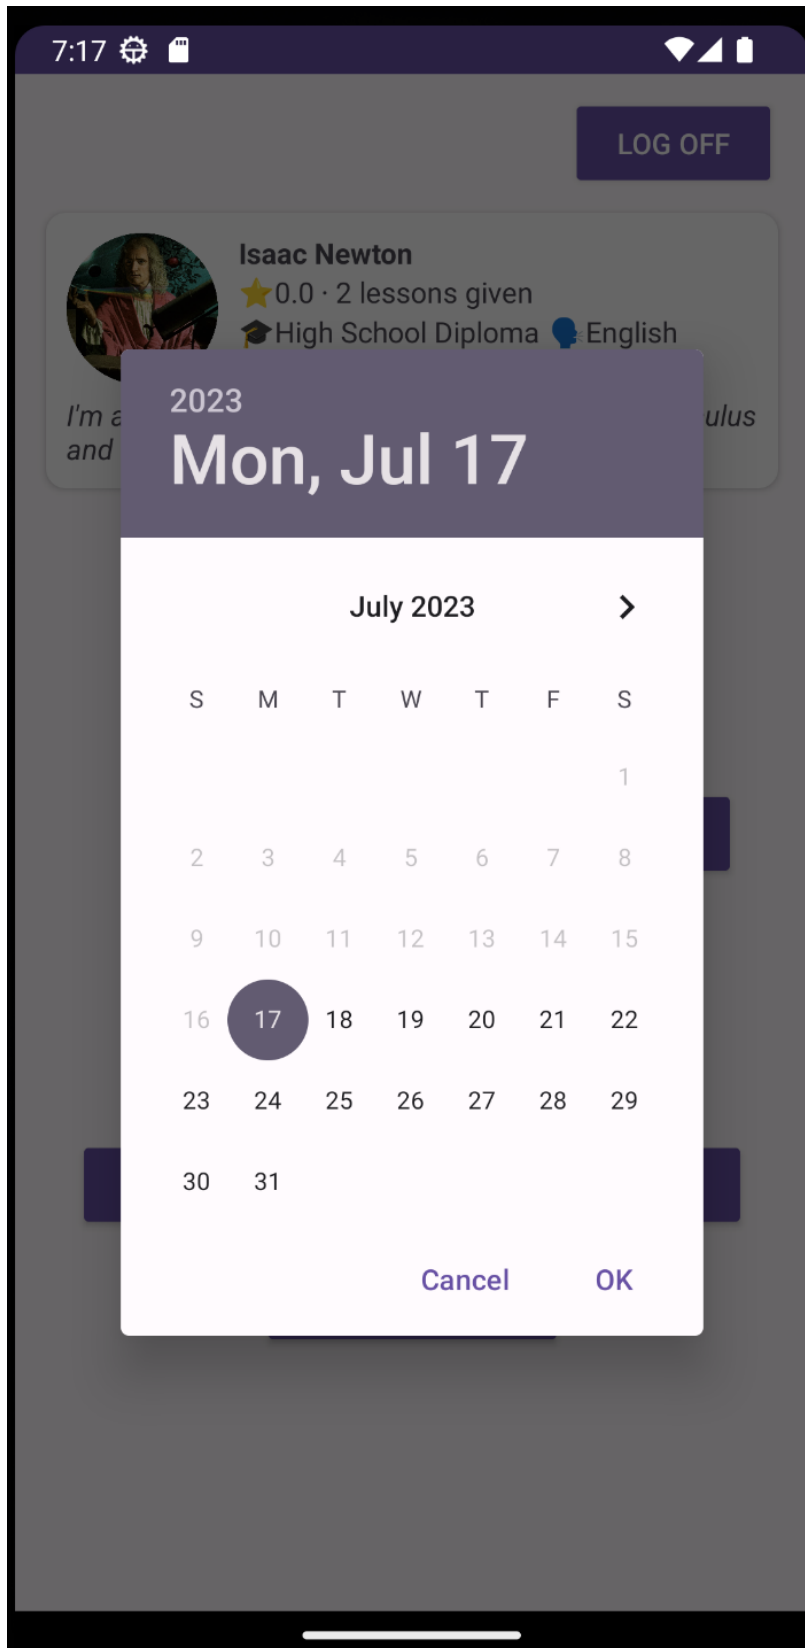 7:17
LOG OFF
Isaac Newton
⭐0.0 · 2 lessons given
🎓High School Diploma 🗣️English
I'm a
ulus
and
2023
Mon, Jul 17
July 2023
S M T W T F S
1
2 3 4 5 6 7 8
9 10 11 12 13 14 15
16 17 18 19 20 21 22
23 24 25 26 27 28 29
30 31
Cancel OK